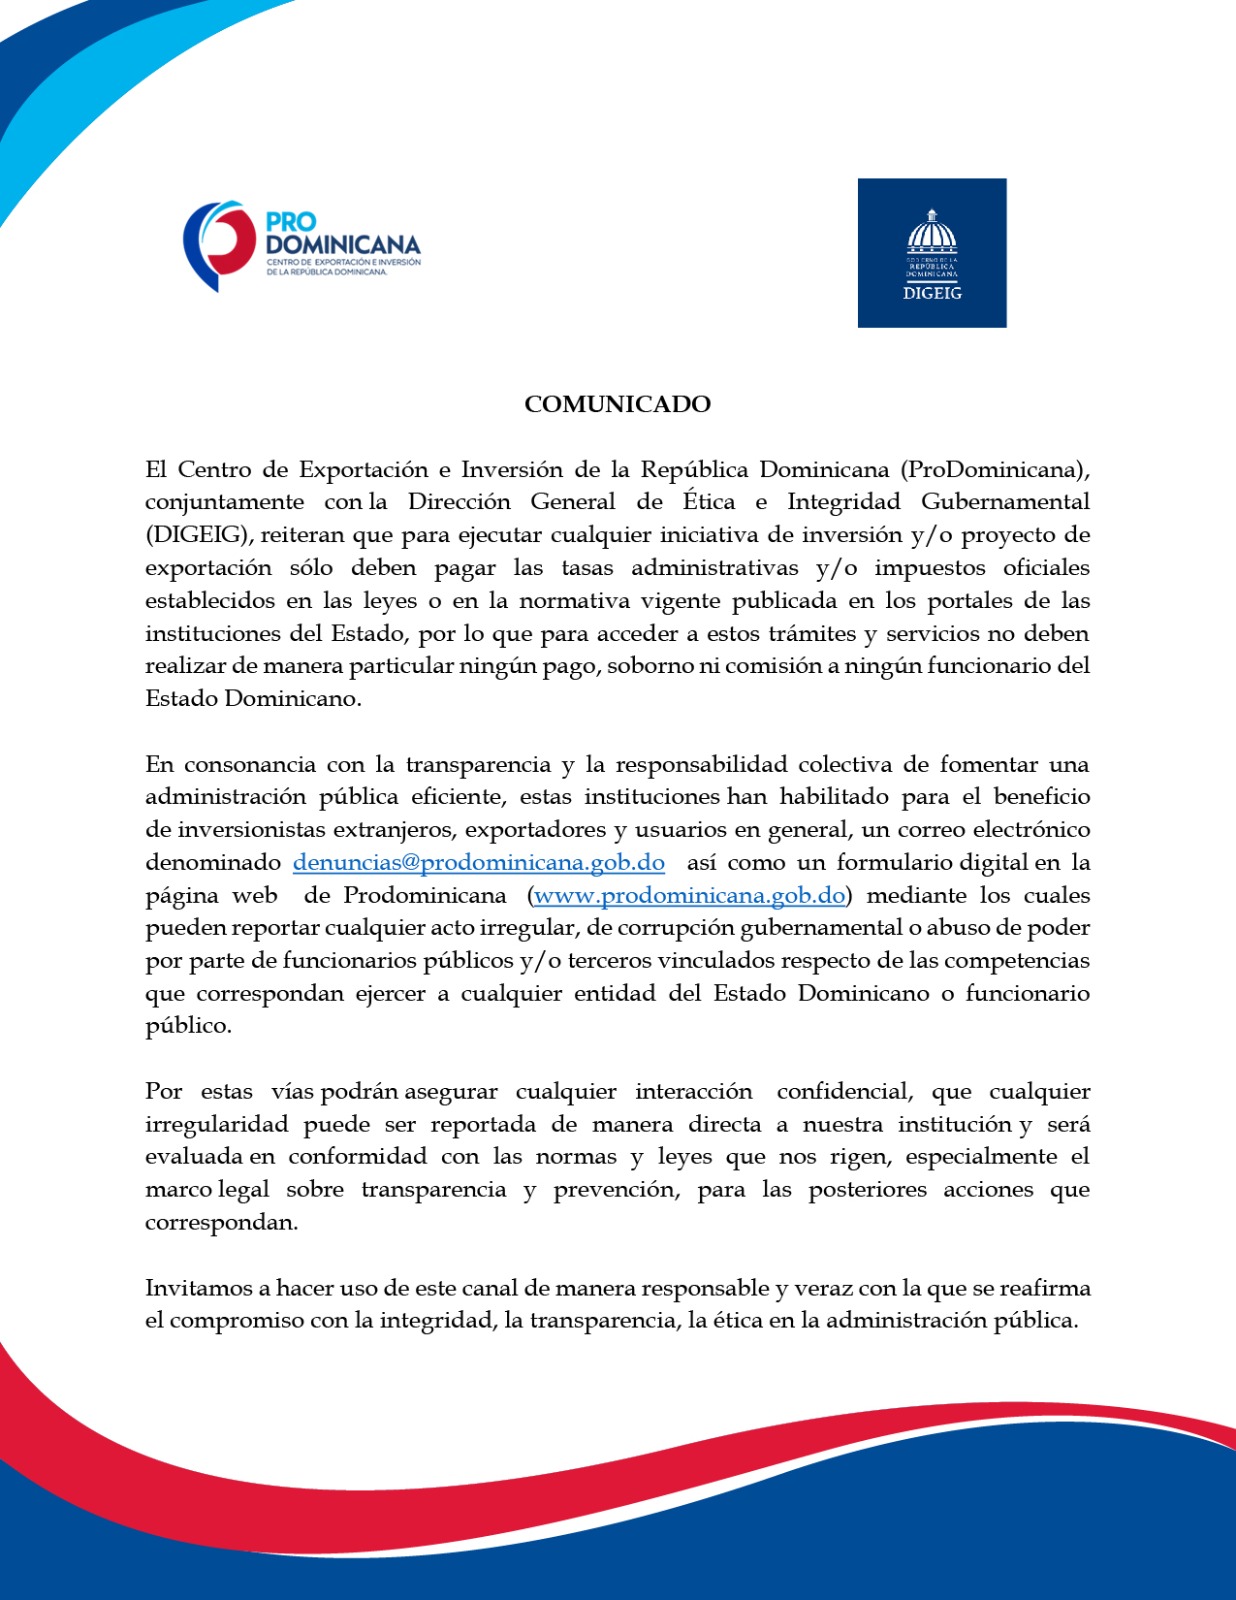 PRO
DOMINICANA
CENTRO DE EXPORTACIÓN E INVERSIÓN
DE LA REPÚBLICA DOMINICANA.
GOBIERNO DE LA
REPÚBLICA
DOMINICANA
DIGEIG
COMUNICADO
El Centro de Exportación e Inversión de la República Dominicana (ProDominicana),
conjuntamente con la Dirección General de Ética e Integridad Gubernamental
(DIGEIG), reiteran que para ejecutar cualquier iniciativa de inversión y/o proyecto de
exportación sólo deben pagar las tasas administrativas y/o impuestos oficiales
establecidos en las leyes o en la normativa vigente publicada en los portales de las
instituciones del Estado, por lo que para acceder a estos trámites y servicios no deben
realizar de manera particular ningún pago, soborno ni comisión a ningún funcionario del
Estado Dominicano.
En consonancia con la transparencia y la responsabilidad colectiva de fomentar una
administración pública eficiente, estas instituciones han habilitado para el beneficio
de inversionistas extranjeros, exportadores y usuarios en general, un correo electrónico
denominado denuncias@prodominicana.gob.do así como un formulario digital en la
página web de Prodominicana (www.prodominicana.gob.do) mediante los cuales
pueden reportar cualquier acto irregular, de corrupción gubernamental o abuso de poder
por parte de funcionarios públicos y/o terceros vinculados respecto de las competencias
que correspondan ejercer a cualquier entidad del Estado Dominicano o funcionario
público.
Por estas vías podrán asegurar cualquier interacción confidencial, que cualquier
irregularidad puede ser reportada de manera directa a nuestra institución y será
evaluada en conformidad con las normas y leyes que nos rigen, especialmente el
marco legal sobre transparencia y prevención, para las posteriores acciones que
correspondan.
Invitamos a hacer uso de este canal de manera responsable y veraz con la que se reafirma
el compromiso con la integridad, la transparencia, la ética en la administración pública.